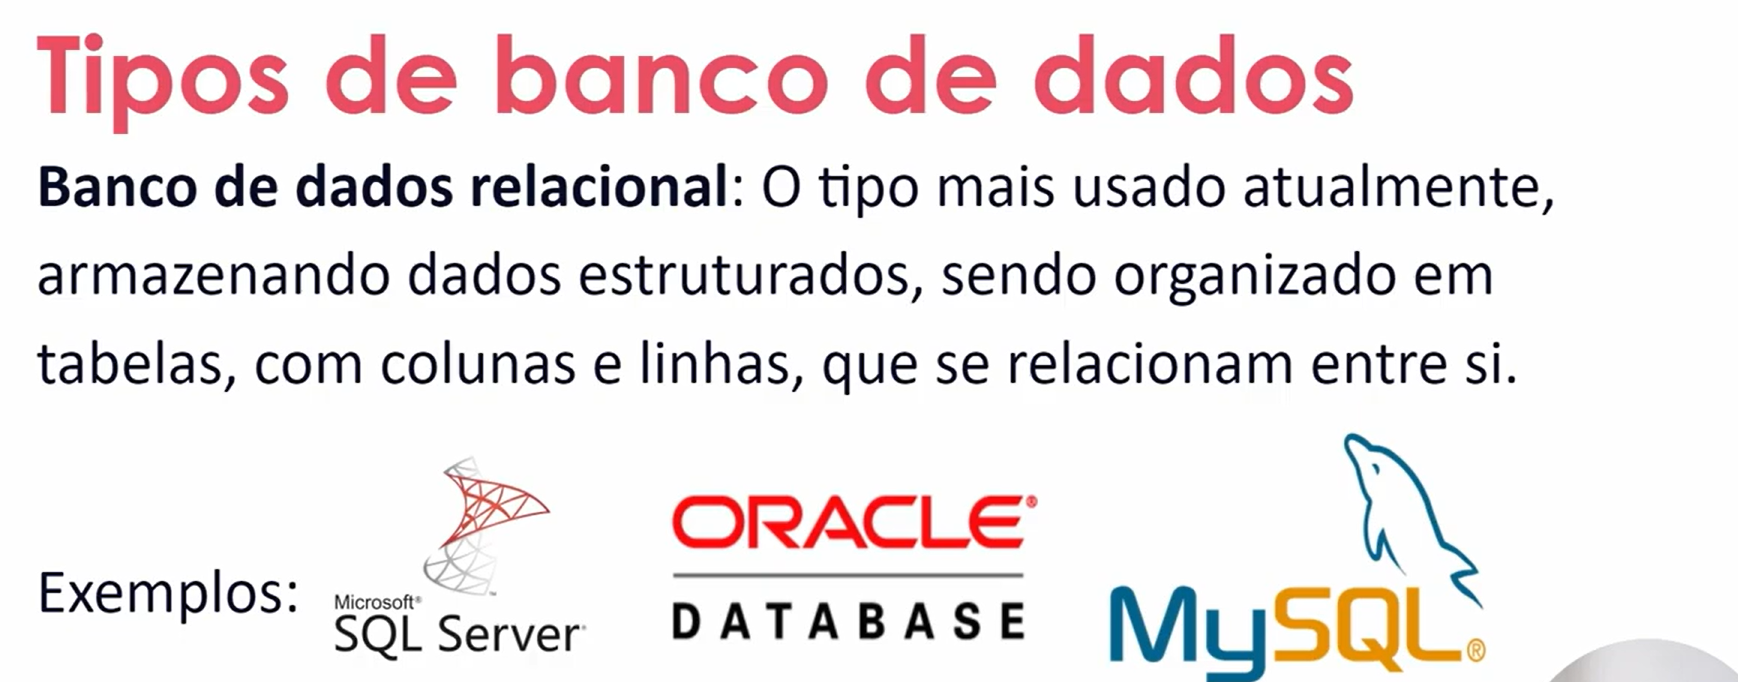 Tipos de banco de dados
Banco de dados relacional: O tipo mais usado atualmente,
armazenando dados estruturados, sendo organizado em
tabelas, com colunas e linhas, que se relacionam entre si.
Exemplos:
Microsoft®
SQL Server
ORACLE®
DATABASE
MySQL®